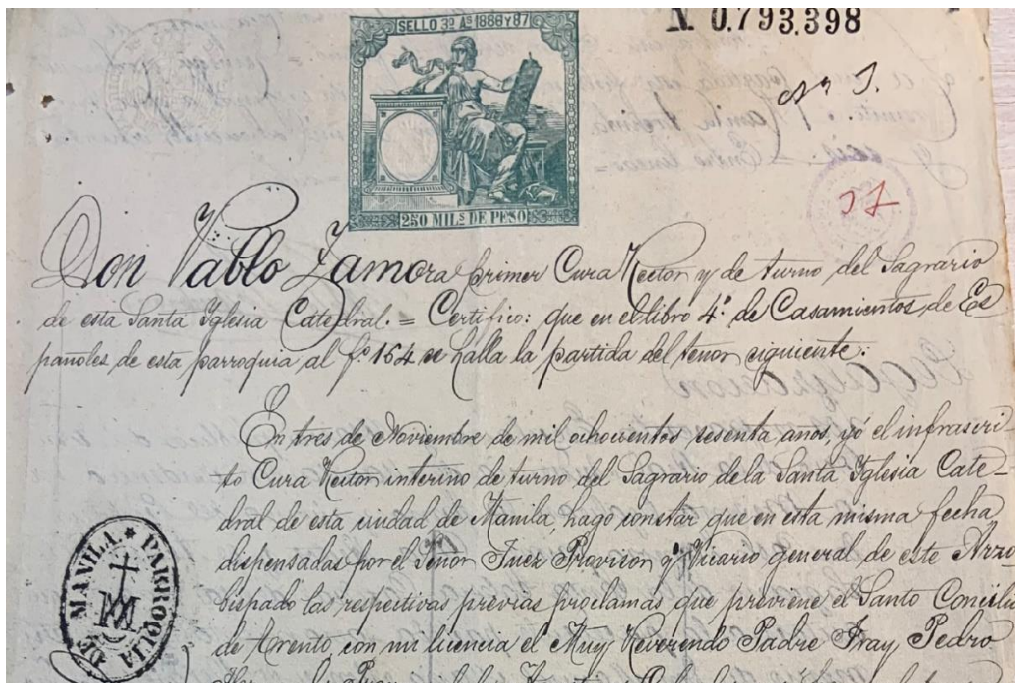 SELLO 3º Aˢ 1886 Y 87
N. 0.793.398
37
250 MILˢ DE PESO
Don Pablo Zamora primer Cura Rector y de turno del Sagrario
de esta Santa Yglesia Catedral. = Certifico: que en el libro 4º de Casamientos de Es
pañoles de esta parroquia al fº 164 se halla la partida del tenor siguiente:
En tres de Noviembre de mil ochocientos sesenta años, yó el infrascri-
to Cura Rector interino de turno del Sagrario de la Santa Yglesia Cate-
dral de esta ciudad de Manila, hago constar que en esta misma fecha
dispensadas por el Señor Juez Provisor y Vicario general de este Arzo
bispado las respectivas previas proclamas que previene el Santo Concilio
de Trento, con mi licencia el Muy Reverendo Padre Fray Pedro
PARROQUIA DE MANILA